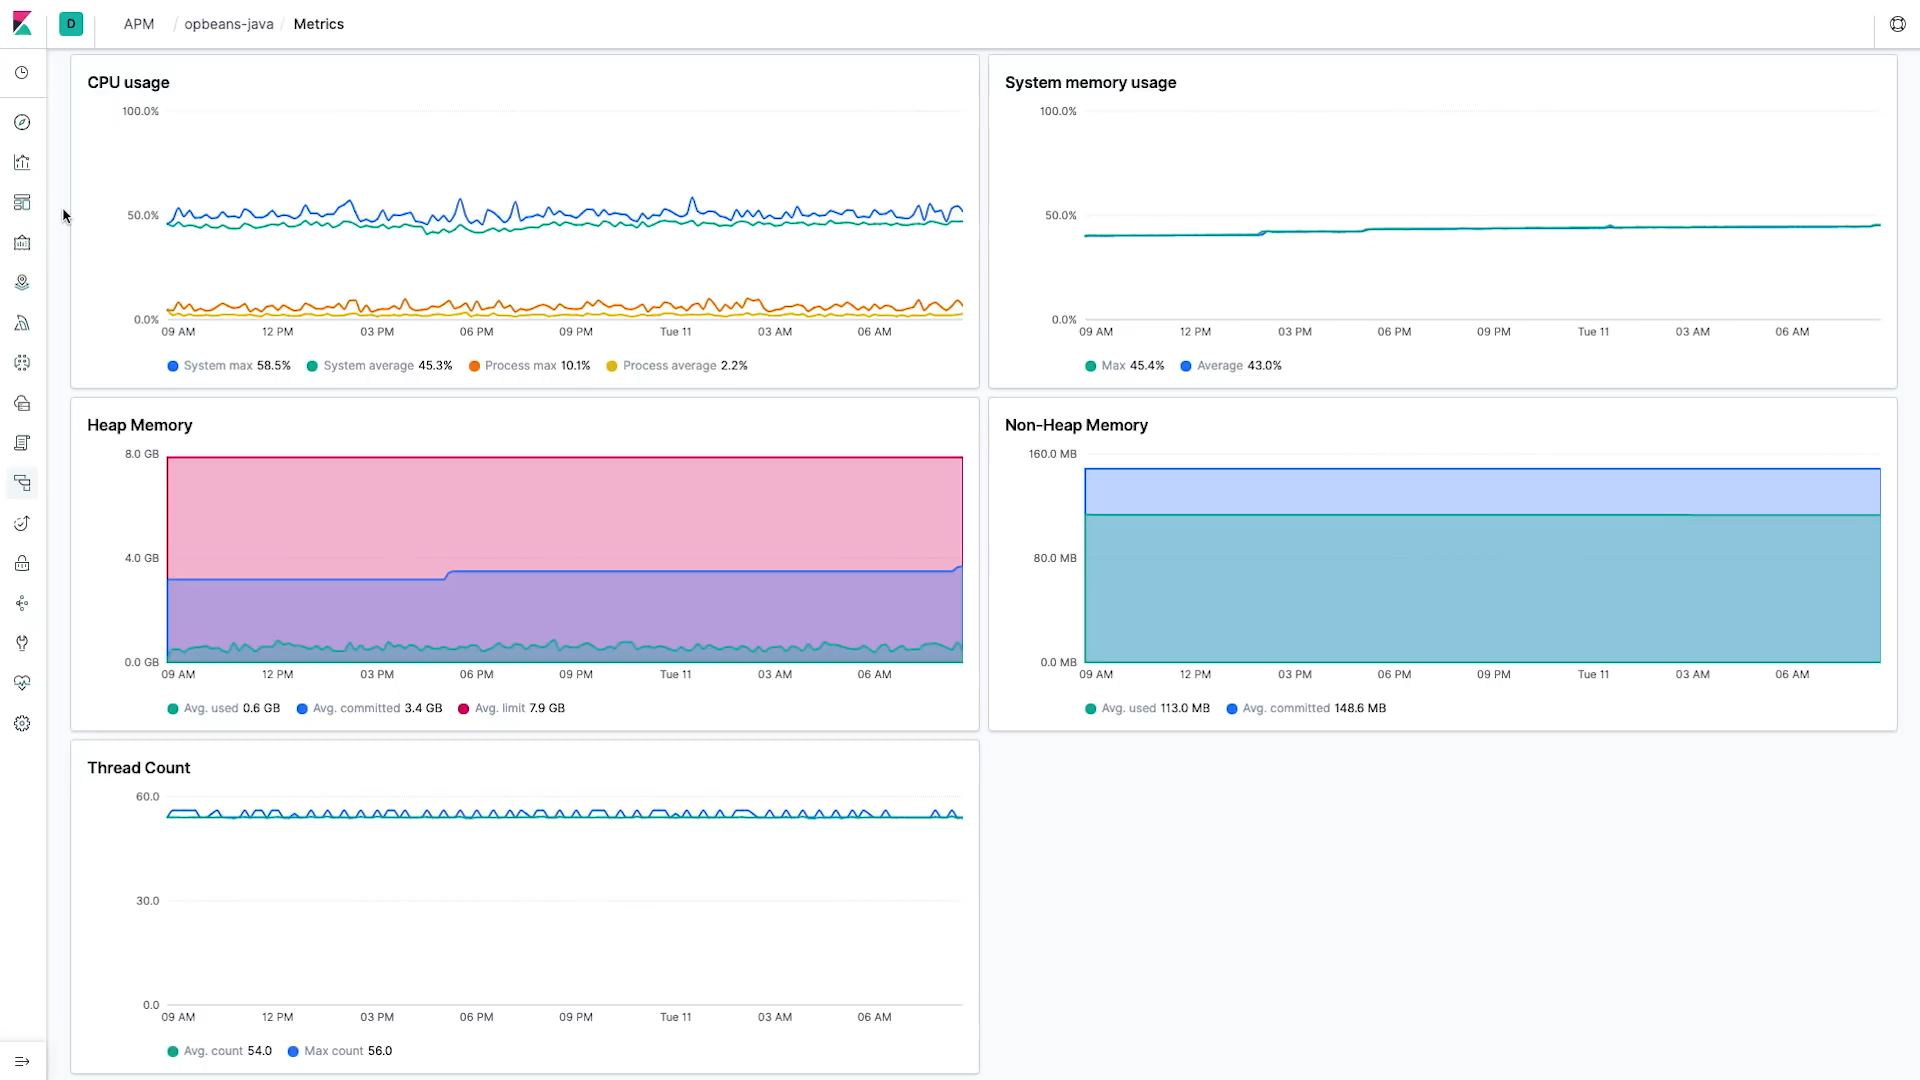 D APM / opbeans-java / Metrics
CPU usage
100.0%
50.0%
0.0%
09 AM 12 PM 03 PM 06 PM 09 PM Tue 11 03 AM 06 AM
System max 58.5% System average 45.3% Process max 10.1% Process average 2.2%
System memory usage
100.0%
50.0%
0.0%
09 AM 12 PM 03 PM 06 PM 09 PM Tue 11 03 AM 06 AM
Max 45.4% Average 43.0%
Heap Memory
8.0 GB
4.0 GB
0.0 GB
09 AM 12 PM 03 PM 06 PM 09 PM Tue 11 03 AM 06 AM
Avg. used 0.6 GB Avg. committed 3.4 GB Avg. limit 7.9 GB
Non-Heap Memory
160.0 MB
80.0 MB
0.0 MB
09 AM 12 PM 03 PM 06 PM 09 PM Tue 11 03 AM 06 AM
Avg. used 113.0 MB Avg. committed 148.6 MB
Thread Count
60.0
30.0
0.0
09 AM 12 PM 03 PM 06 PM 09 PM Tue 11 03 AM 06 AM
Avg. count 54.0 Max count 56.0